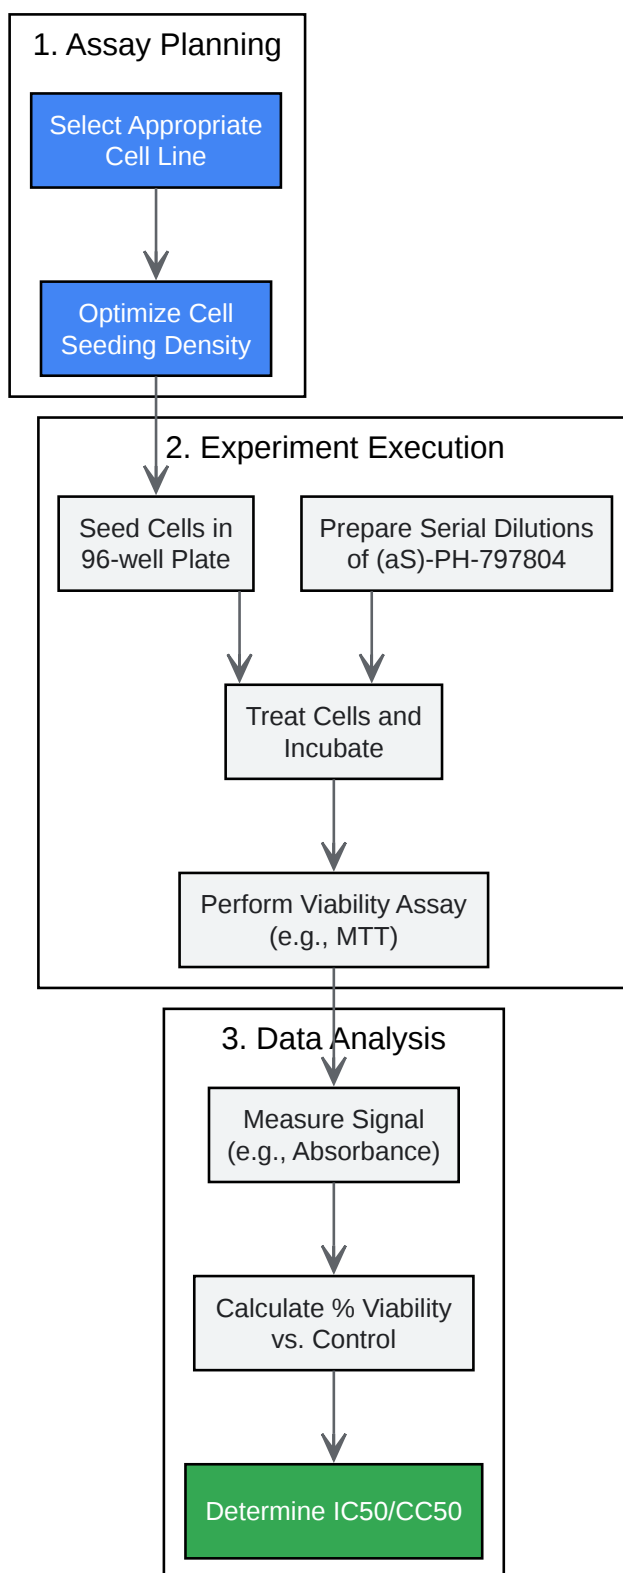 1. Assay Planning
Select Appropriate
Cell Line
Optimize Cell
Seeding Density
2. Experiment Execution
Seed Cells in
96-well Plate
Prepare Serial Dilutions
of (aS)-PH-797804
Treat Cells and
Incubate
Perform Viability Assay
(e.g., MTT)
3. Data Analysis
Measure Signal
(e.g., Absorbance)
Calculate % Viability
vs. Control
Determine IC50/CC50